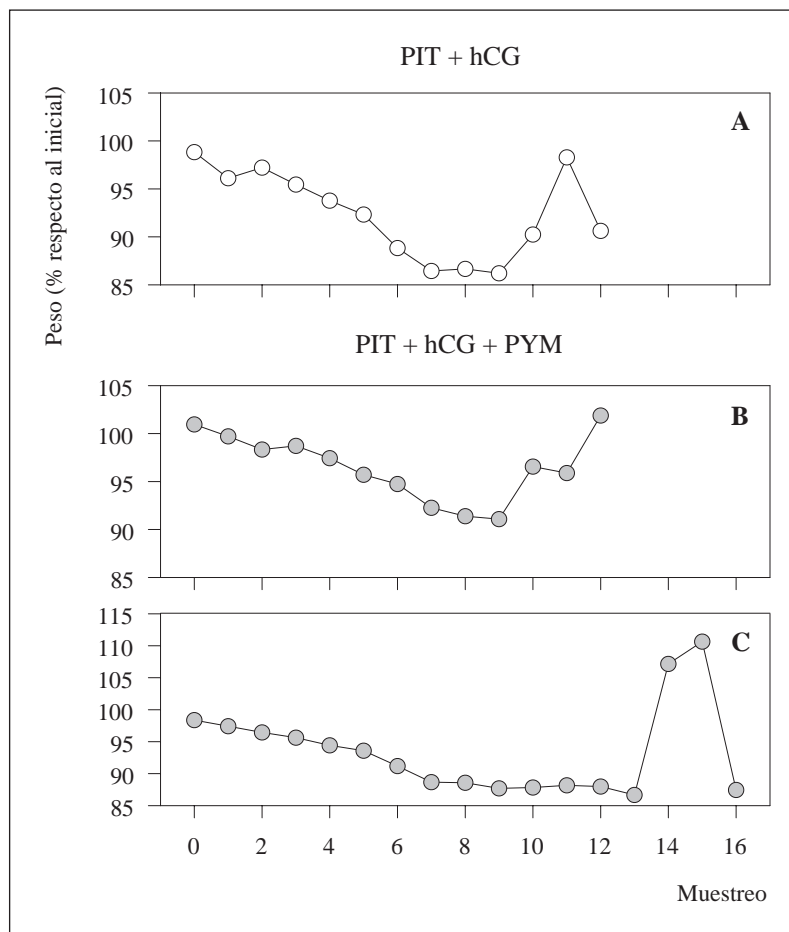 PIT + hCG
Peso (% respecto al inicial)
105
100
95
90
85
A
PIT + hCG + PYM
105
100
95
90
85
B
115
110
105
100
95
90
85
C
0 2 4 6 8 10 12 14 16
Muestreo